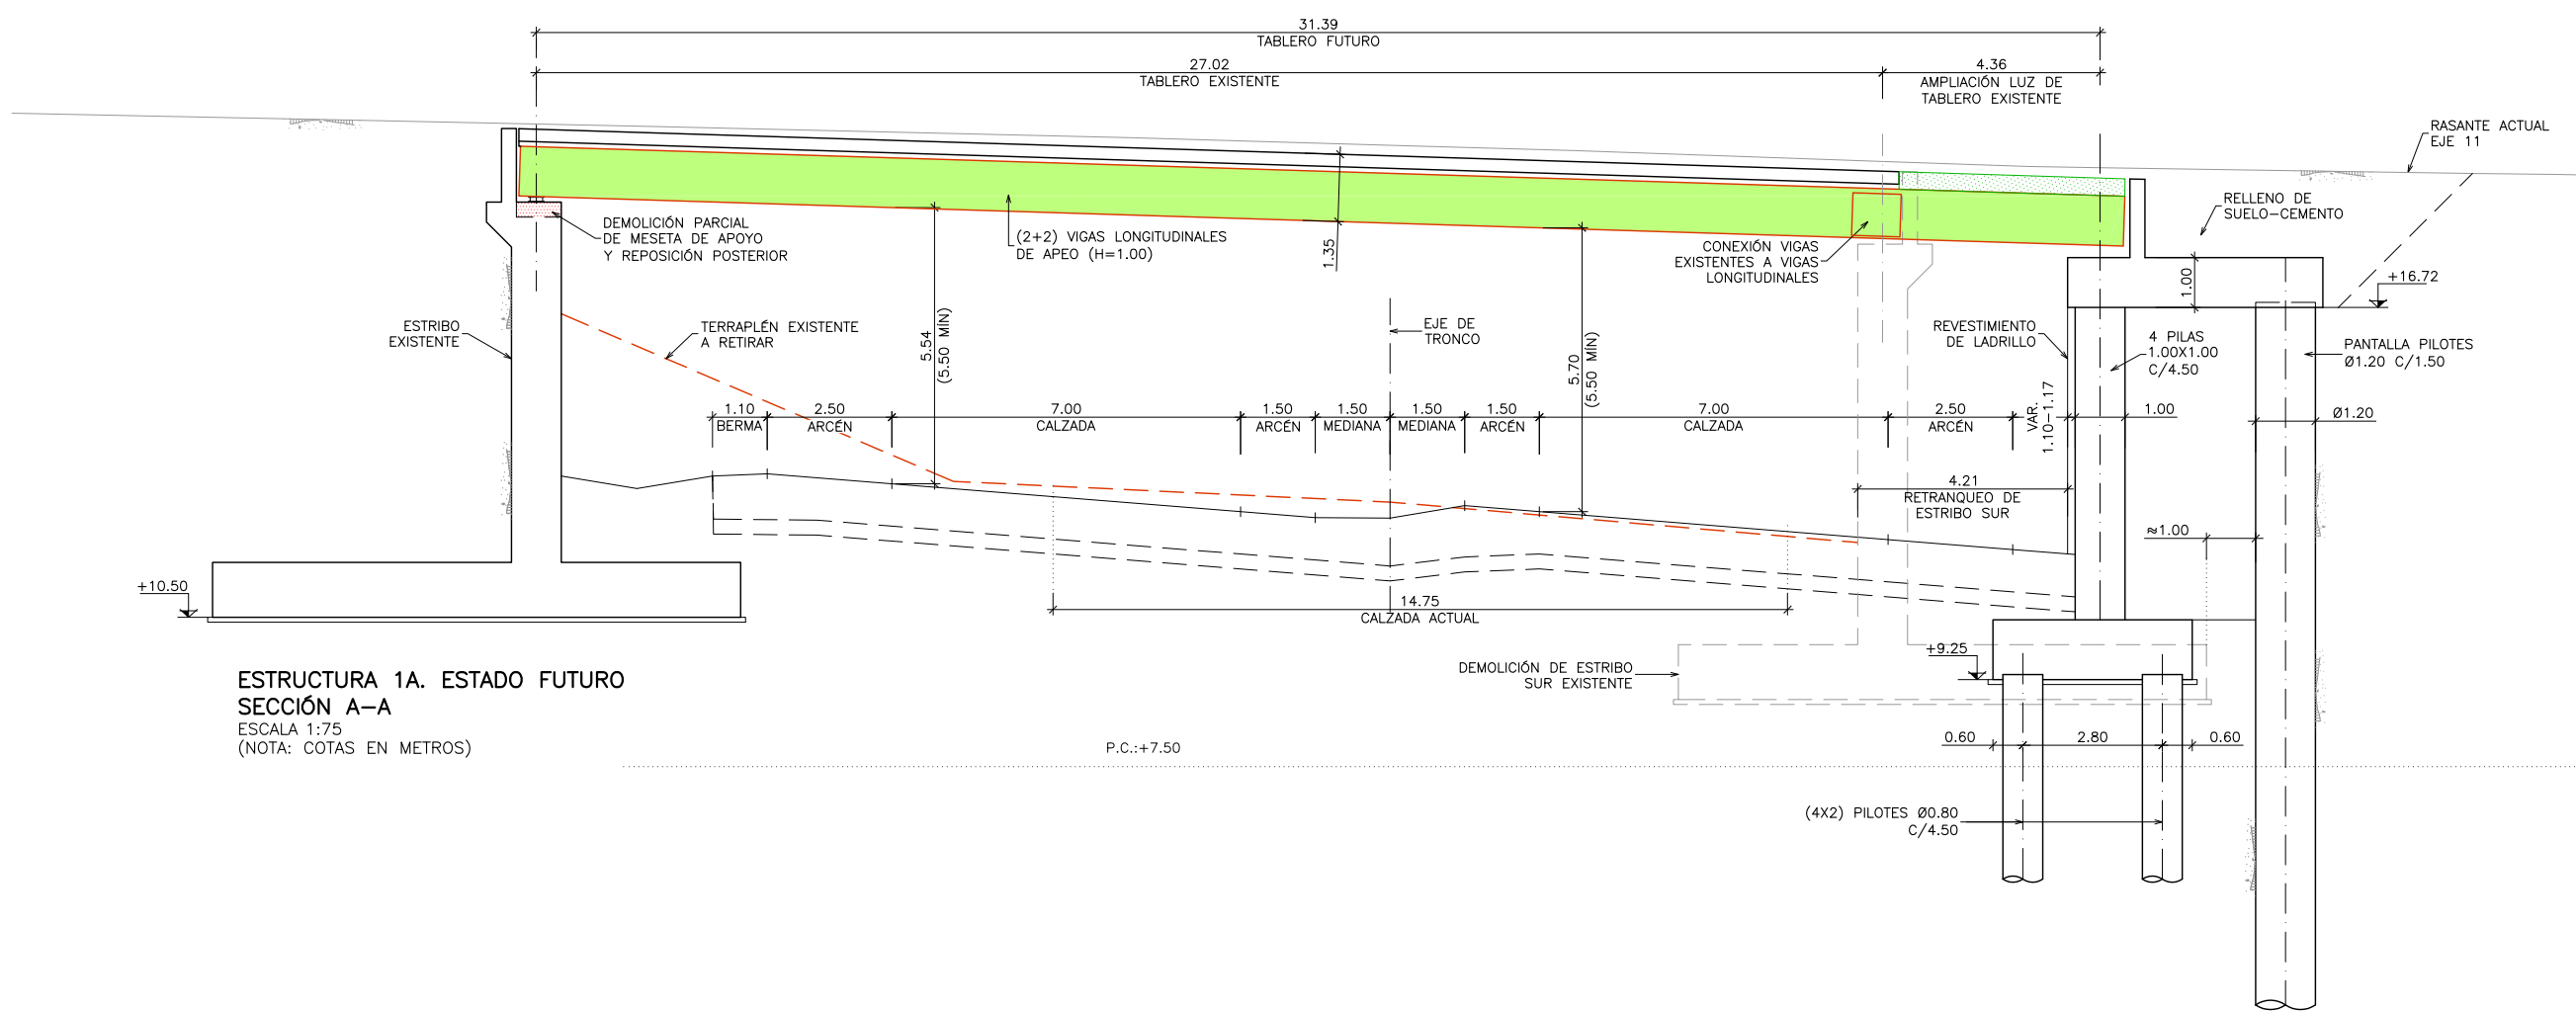 31.39
TABLERO FUTURO
27.02
TABLERO EXISTENTE
4.36
AMPLIACIÓN LUZ DE
TABLERO EXISTENTE
RASANTE ACTUAL
EJE 11
RELLENO DE
SUELO-CEMENTO
DEMOLICIÓN PARCIAL
DE MESETA DE APOYO
Y REPOSICIÓN POSTERIOR
(2+2) VIGAS LONGITUDINALES
DE APEO (H=1.00)
1.35
CONEXIÓN VIGAS
EXISTENTES A VIGAS
LONGITUDINALES
1.00
+16.72
ESTRIBO
EXISTENTE
TERRAPLÉN EXISTENTE
A RETIRAR
5.54
(5.50 MÍN)
EJE DE
TRONCO
5.70
(5.50 MÍN)
REVESTIMIENTO
DE LADRILLO
4 PILAS
1.00X1.00
C/4.50
PANTALLA PILOTES
Ø1.20 C/1.50
1.10
BERMA
2.50
ARCÉN
7.00
CALZADA
1.50
ARCÉN
1.50
MEDIANA
1.50
MEDIANA
1.50
ARCÉN
7.00
CALZADA
2.50
ARCÉN
VAR.
1.10-1.17
1.00
Ø1.20
4.21
RETRANQUEO DE
ESTRIBO SUR
≈1.00
+10.50
14.75
CALZADA ACTUAL
+9.25
DEMOLICIÓN DE ESTRIBO
SUR EXISTENTE
ESTRUCTURA 1A. ESTADO FUTURO
SECCIÓN A-A
ESCALA 1:75
(NOTA: COTAS EN METROS)
P.C.:+7.50
0.60
2.80
0.60
(4X2) PILOTES Ø0.80
C/4.50